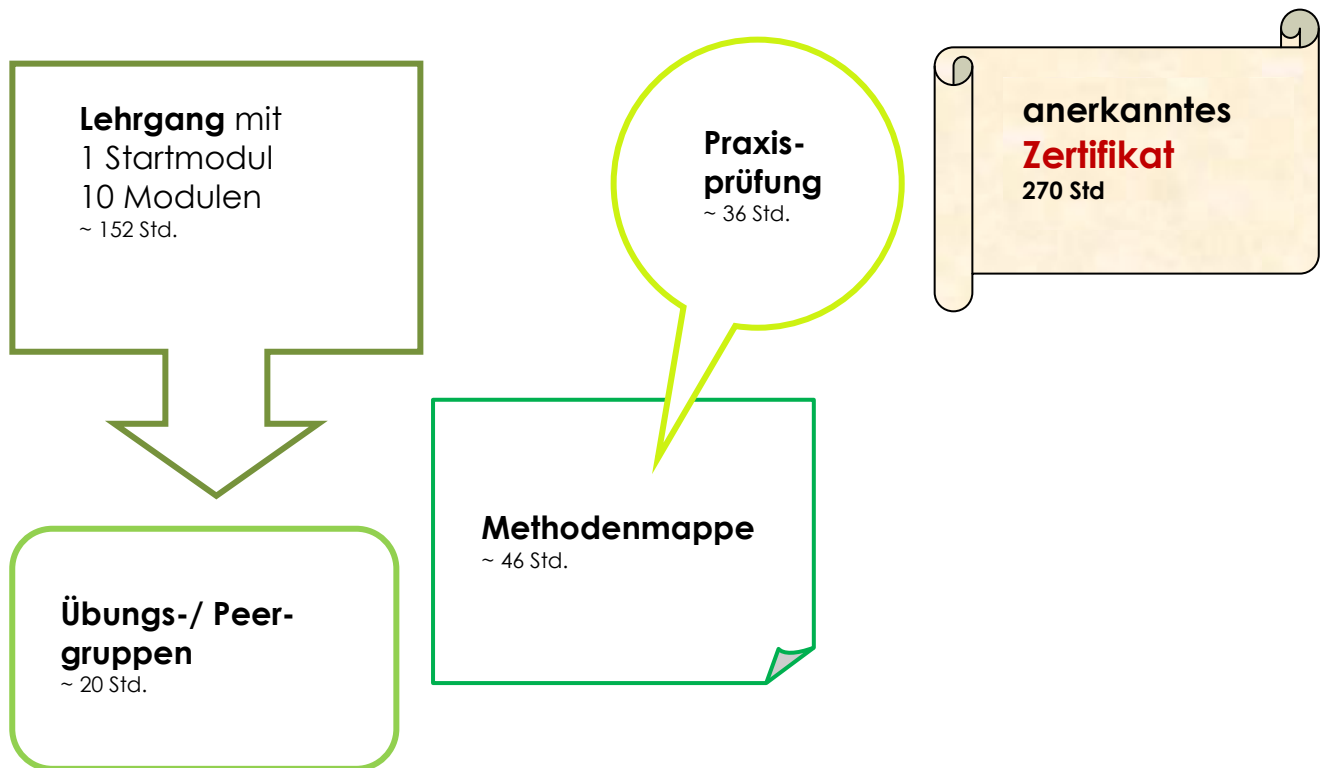 Lehrgang mit
1 Startmodul
10 Modulen
~ 152 Std.
Übungs-/ Peer-
gruppen
~ 20 Std.
Methodenmappe
~ 46 Std.
Praxis-
prüfung
~ 36 Std.
anerkanntes
Zertifikat
270 Std